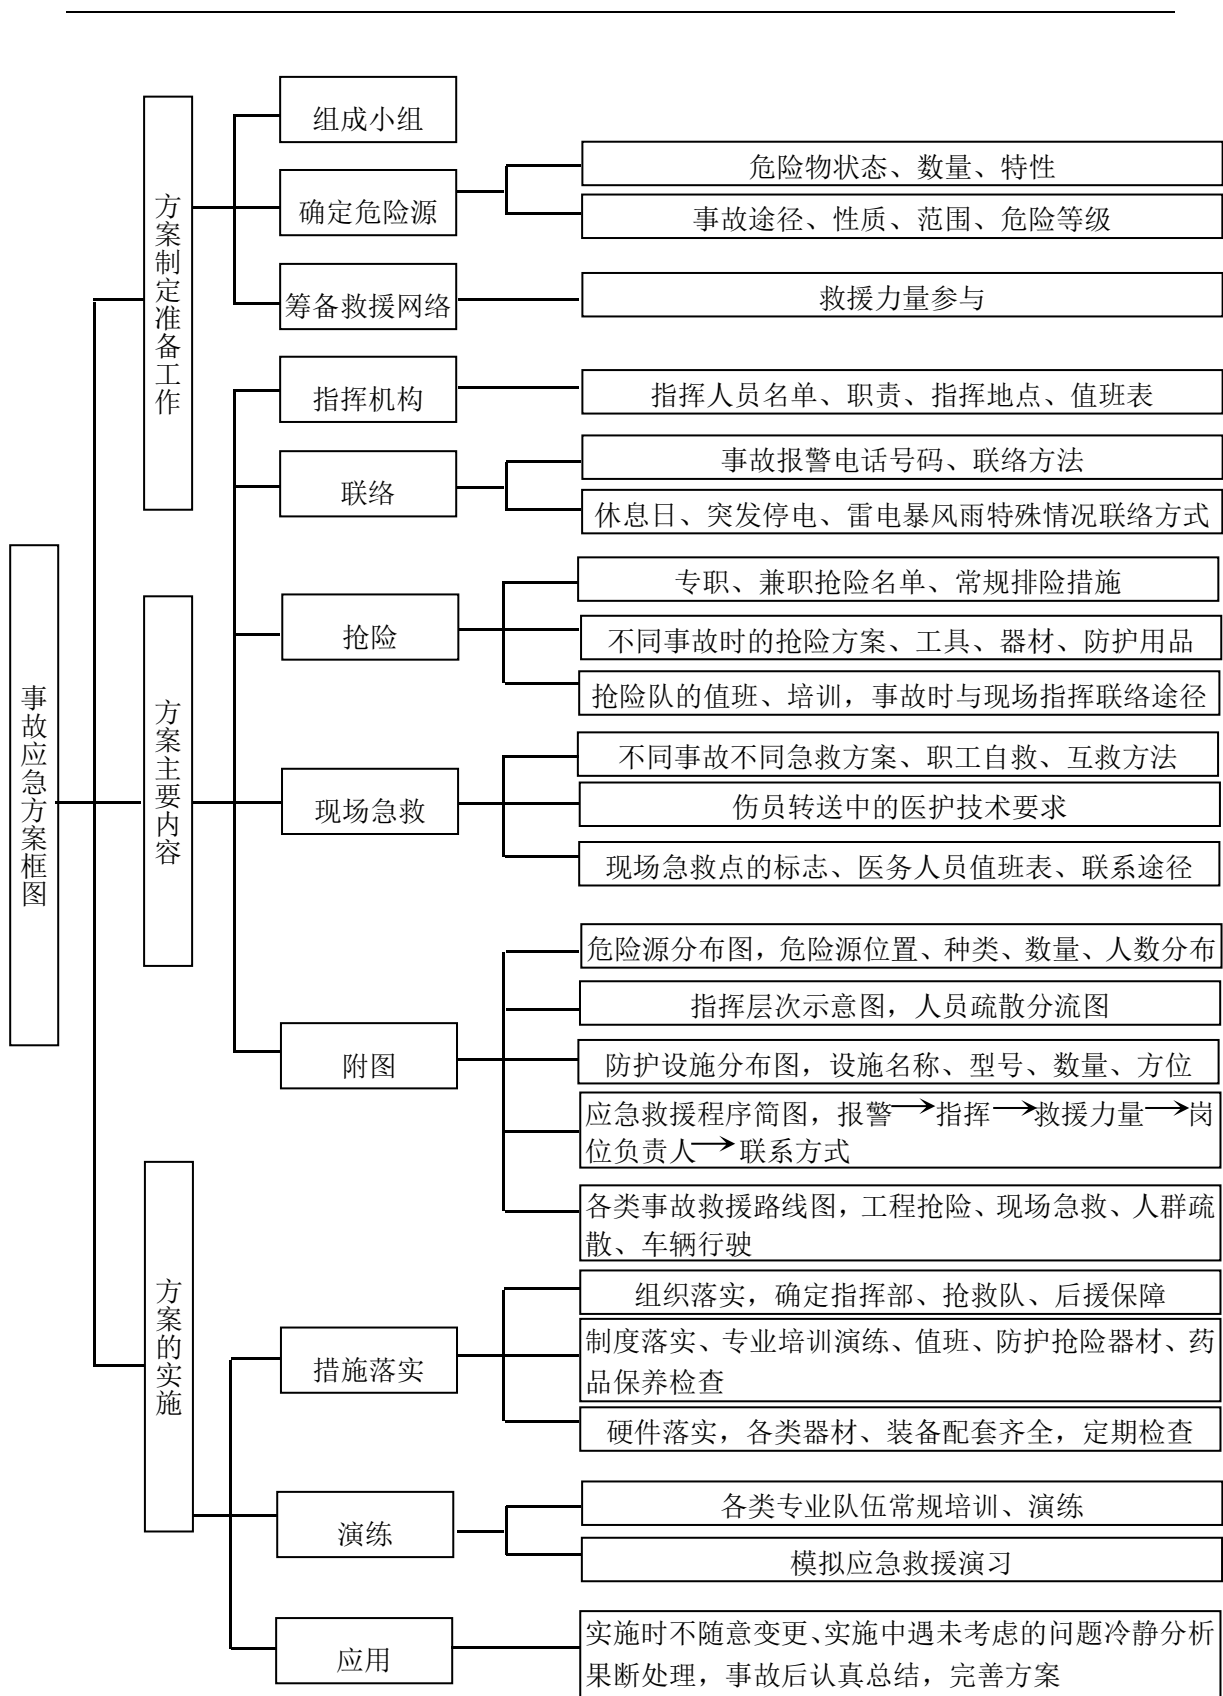 事故应急方案框图
方案制定准备工作
组成小组
确定危险源
危险物状态、数量、特性
事故途径、性质、范围、危险等级
筹备救援网络
救援力量参与
方案主要内容
指挥机构
指挥人员名单、职责、指挥地点、值班表
联络
事故报警电话号码、联络方法
休息日、突发停电、雷电暴风雨特殊情况联络方式
抢险
专职、兼职抢险名单、常规排险措施
不同事故时的抢险方案、工具、器材、防护用品
抢险队的值班、培训，事故时与现场指挥联络途径
现场急救
不同事故不同急救方案、职工自救、互救方法
伤员转送中的医护技术要求
现场急救点的标志、医务人员值班表、联系途径
附图
危险源分布图，危险源位置、种类、数量、人数分布
指挥层次示意图，人员疏散分流图
防护设施分布图，设施名称、型号、数量、方位
应急救援程序简图，报警→指挥→救援力量→岗
位负责人→联系方式
各类事故救援路线图，工程抢险、现场急救、人群疏
散、车辆行驶
方案的实施
措施落实
组织落实，确定指挥部、抢救队、后援保障
制度落实、专业培训演练、值班、防护抢险器材、药
品保养检查
硬件落实，各类器材、装备配套齐全，定期检查
演练
各类专业队伍常规培训、演练
模拟应急救援演习
应用
实施时不随意变更、实施中遇未考虑的问题冷静分析
果断处理，事故后认真总结，完善方案